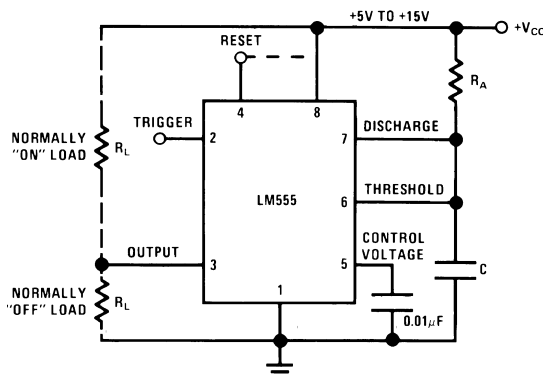 +5V TO +15V
+VCC
RESET
RA
4
8
TRIGGER
2
7
DISCHARGE
NORMALLY
"ON" LOAD
RL
LM555
6
THRESHOLD
OUTPUT
3
CONTROL
VOLTAGE
5
C
NORMALLY
"OFF" LOAD
RL
1
0.01μF